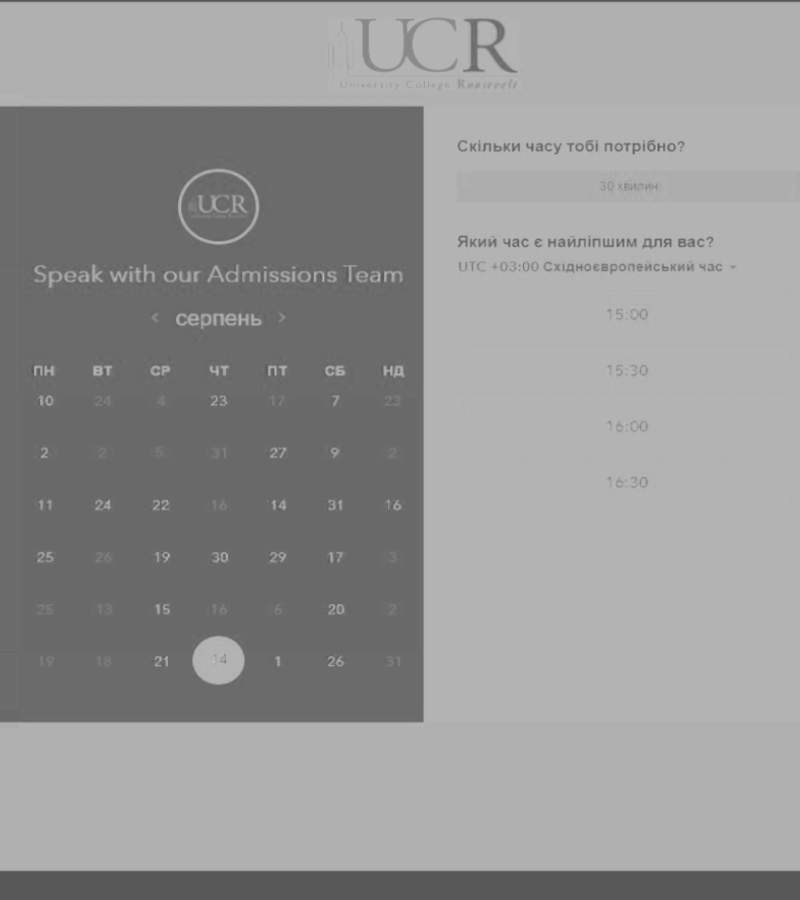 UCR
University College Roosevelt
UCR
Speak with our Admissions Team
< серпень >
ПН ВТ СР ЧТ ПТ СБ НД
10 24 4 23 17 7 23
2 2 5 31 27 9 2
11 24 22 16 14 31 16
25 26 19 30 29 17 3
25 13 15 16 6 20 2
19 18 21 14 1 26 31
Скільки часу тобі потрібно?
30 хвилин
Який час є найліпшим для вас?
UTC +03:00 Східноєвропейський час
15:00
15:30
16:00
16:30